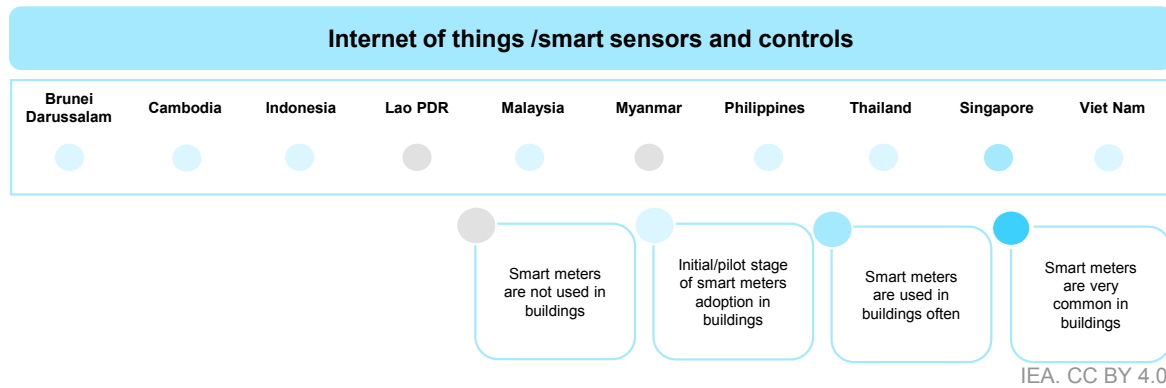 Internet of things /smart sensors and controls
Brunei
Darussalam
Cambodia
Indonesia
Lao PDR
Malaysia
Myanmar
Philippines
Thailand
Singapore
Viet Nam
Smart meters
are not used in
buildings
Initial/pilot stage
of smart meters
adoption in
buildings
Smart meters
are used in
buildings often
Smart meters
are very
common in
buildings
IEA. CC BY 4.0